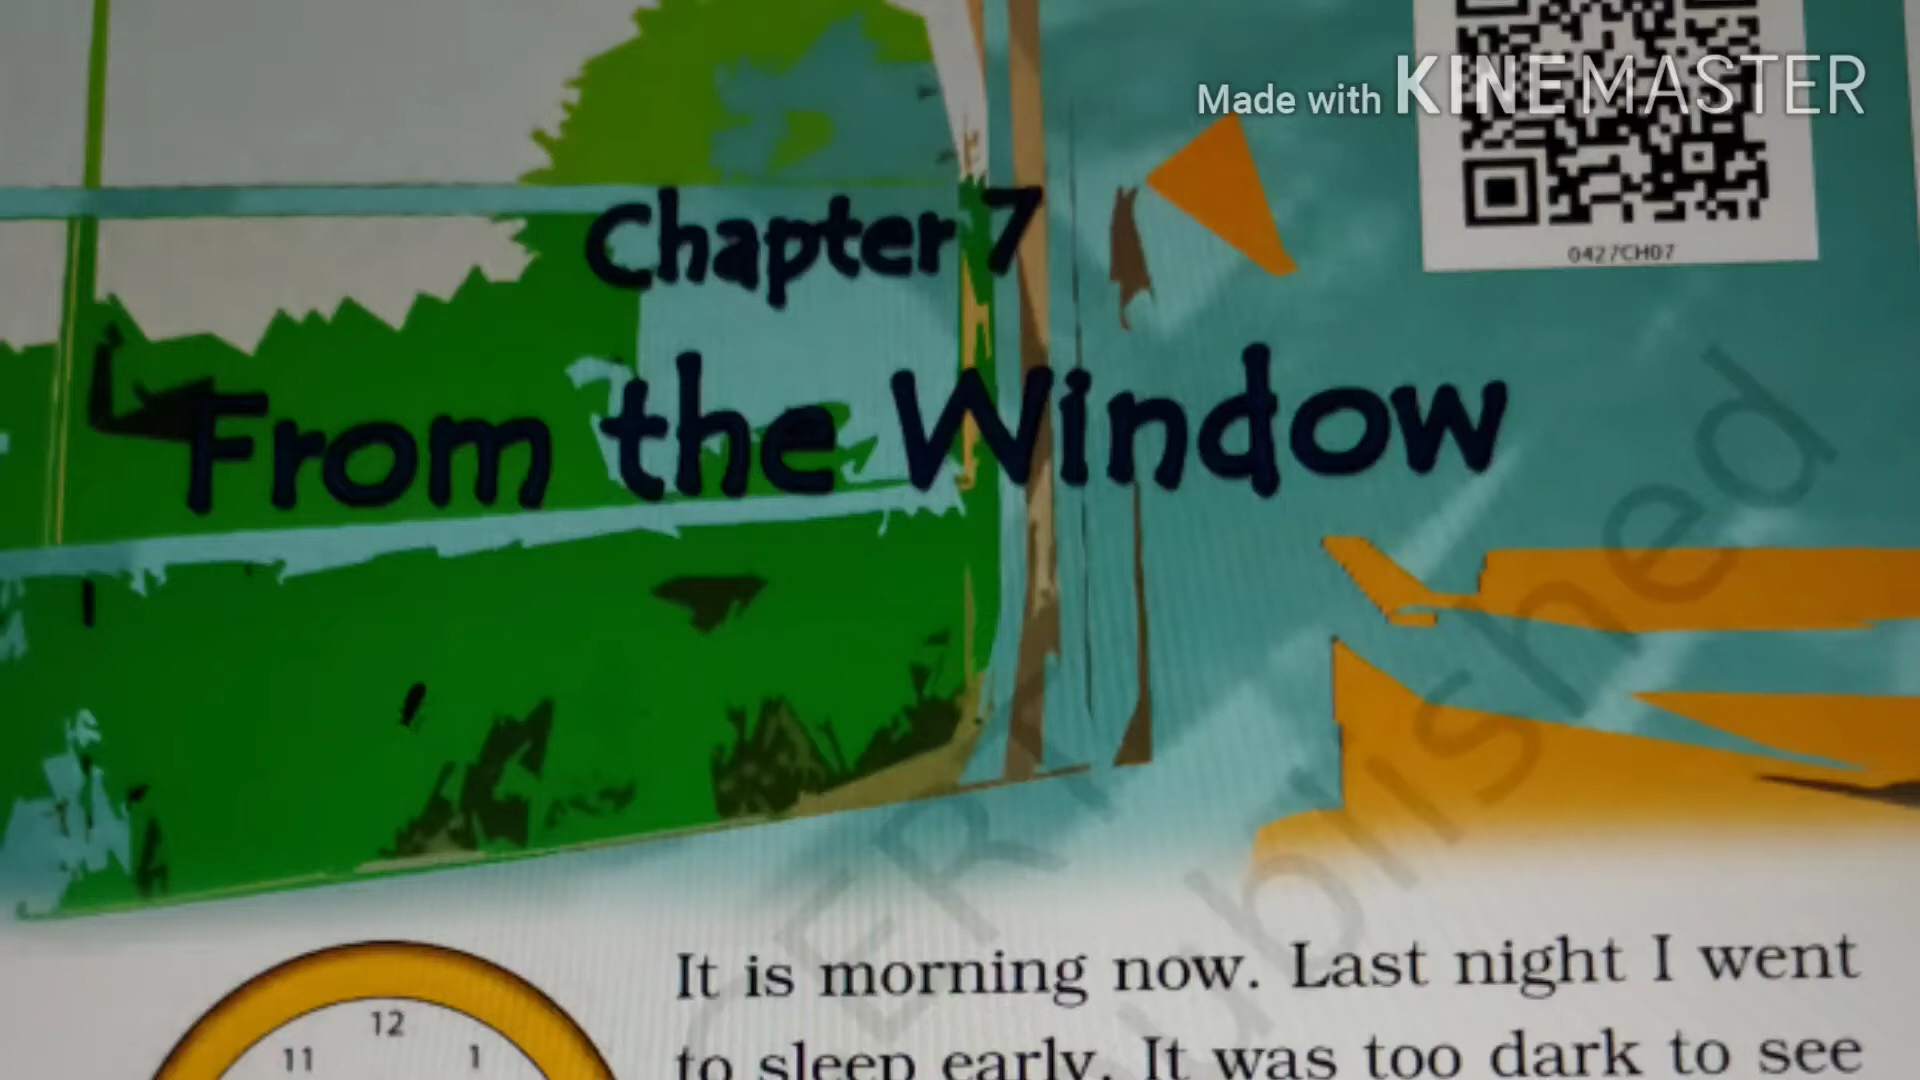 Made with KINEMASTER
0427CH07
Chapter 7
From the Window
It is morning now. Last night I went
12
11
1
to sleep early. It was too dark to see